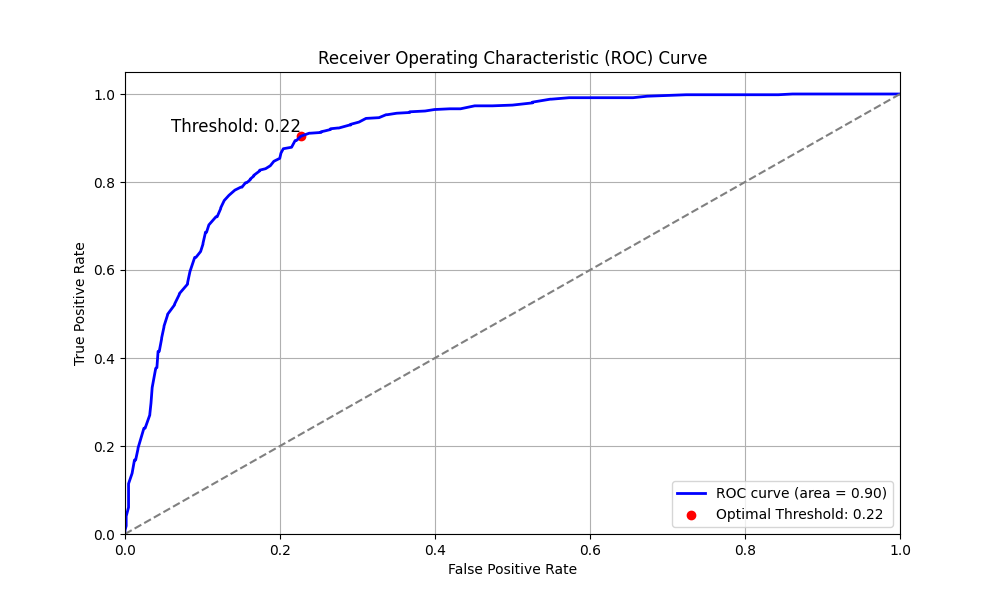 Receiver Operating Characteristic (ROC) Curve
1.0
Threshold: 0.22
0.8
0.6
True Positive Rate
0.4
0.2
ROC curve (area = 0.90)
Optimal Threshold: 0.22
0.0
0.0 0.2 0.4 0.6 0.8 1.0
False Positive Rate